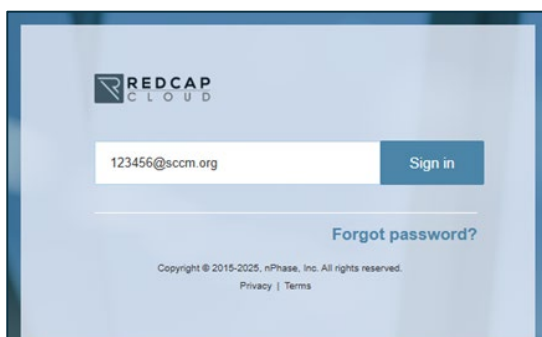 REDCAP
CLOUD
123456@sccm.org
Sign in
Forgot password?
Copyright © 2015-2025, nPhase, Inc. All rights reserved.
Privacy | Terms